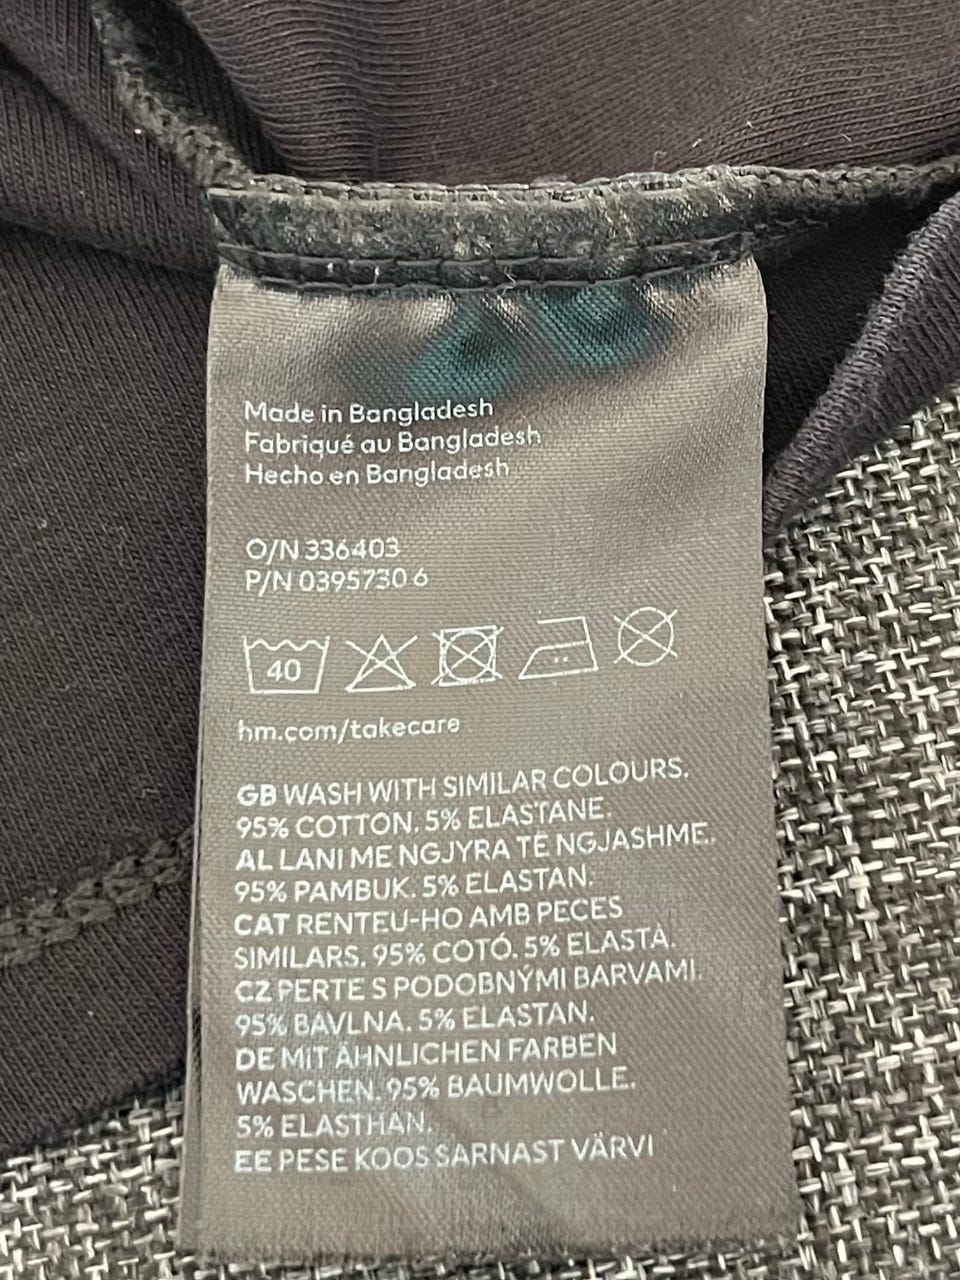 Made in Bangladesh
Fabriqué au Bangladesh
Hecho en Bangladesh
O/N 336403
P/N 0395730 6
40
hm.com/takecare
GB WASH WITH SIMILAR COLOURS.
95% COTTON. 5% ELASTANE.
AL LANI ME NGJYRA TË NGJASHME.
95% PAMBUK. 5% ELASTAN.
CAT RENTEU-HO AMB PECES
SIMILARS. 95% COTÓ. 5% ELASTÀ.
CZ PERTE S PODOBNÝMI BARVAMI.
95% BAVLNA. 5% ELASTAN.
DE MIT ÄHNLICHEN FARBEN
WASCHEN. 95% BAUMWOLLE.
5% ELASTHAN.
EE PESE KOOS SARNAST VÄRVI